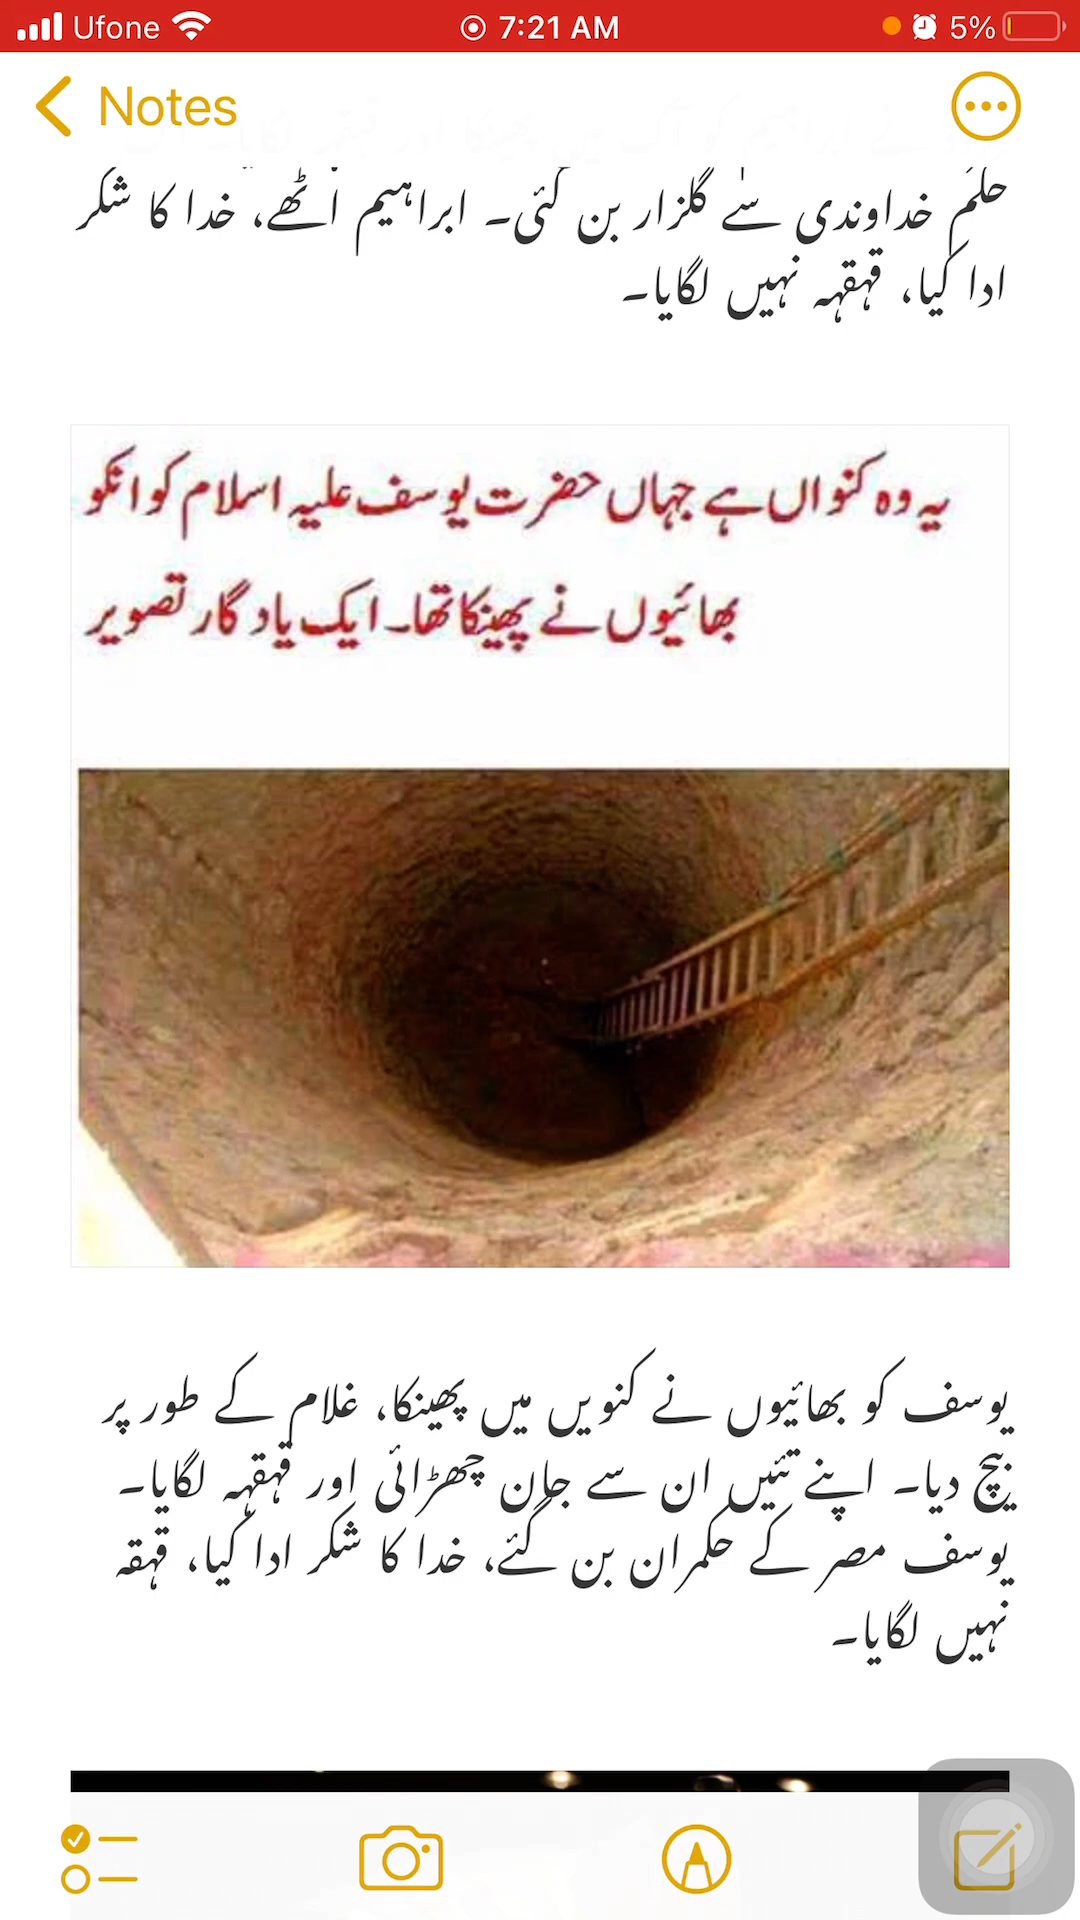 Ufone
7:21 AM
5%
Notes
حکم خداوندی سے گلزار بن گئی۔ ابراہیم اٹھے، خدا کا شکر
ادا کیا، قہقہہ نہیں لگایا۔
یہ وہ کنواں ہے جہاں حضرت یوسف علیہ اسلام کو انکو
بھائیوں نے پھینکا تھا۔ ایک یادگار تصویر
یوسف کو بھائیوں نے کنویں میں پھینکا، غلام کے طور پر
بیچ دیا۔ اپنے تئیں ان سے جان چھڑائی اور قہقہہ لگایا۔
یوسف مصر کے حکمران بن گئے، خدا کا شکر ادا کیا، قہقہ
نہیں لگایا۔